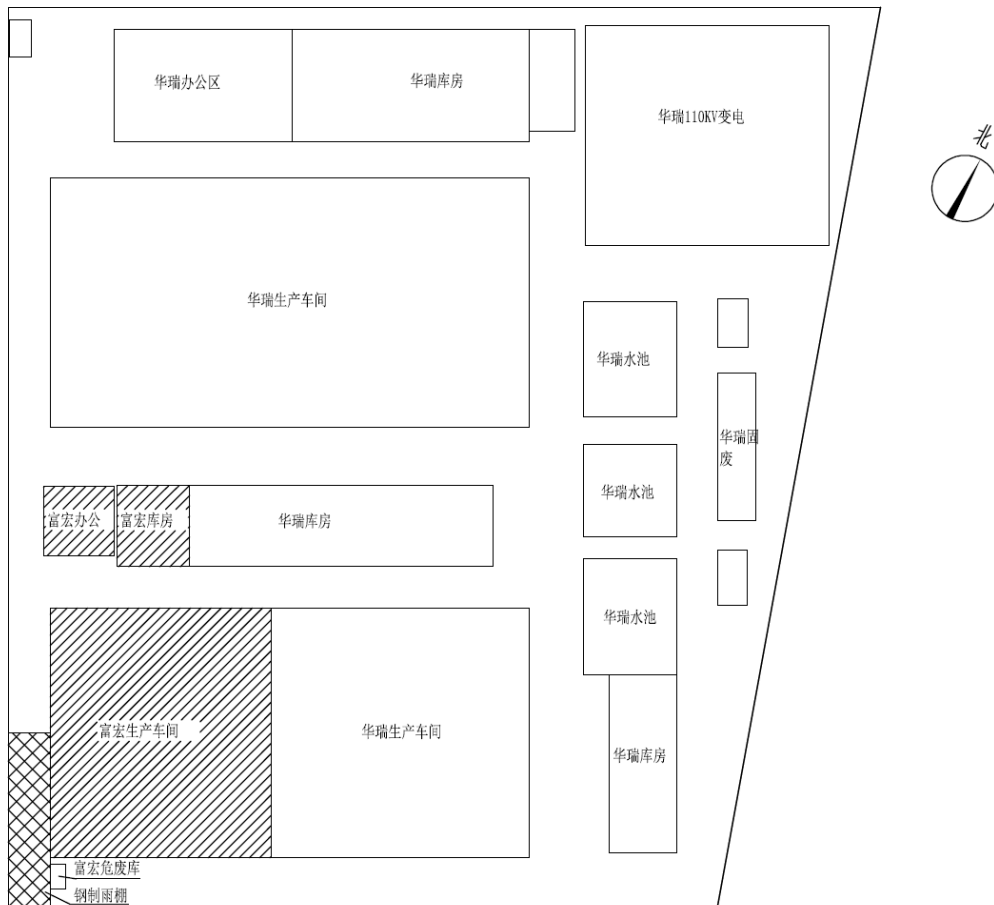 华瑞办公区
华瑞库房
华瑞110KV变电
北
华瑞生产车间
华瑞水池
华瑞固
废
华瑞水池
富宏办公
富宏库房
华瑞库房
华瑞水池
富宏生产车间
华瑞生产车间
华瑞库房
富宏危废库
钢制雨棚